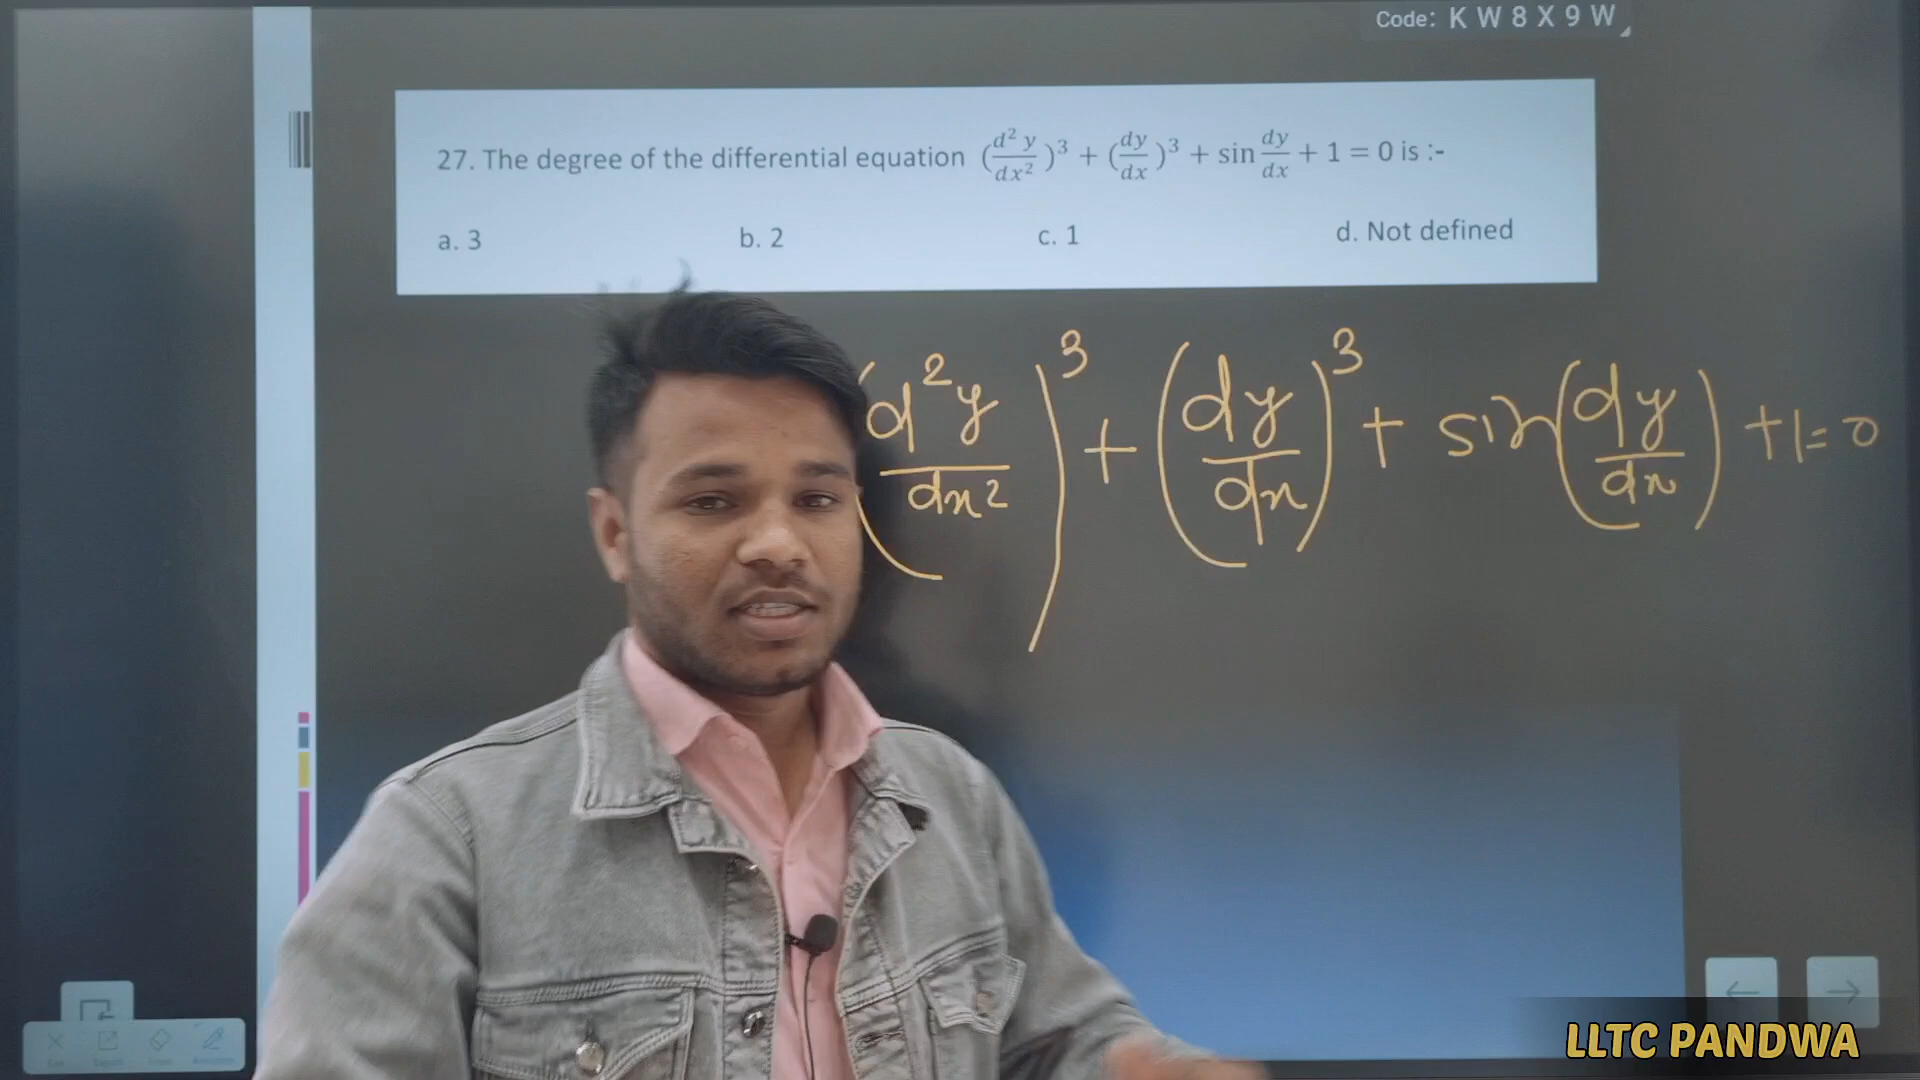 Code: K W 8 X 9 W
27. The degree of the differential equation (d² y/dx²)³ + (dy/dx)³ + sin dy/dx + 1 = 0 is :-
a. 3 b. 2 c. 1 d. Not defined
(d²y/dx²)³ + (dy/dx)³ + sin(dy/dx) + 1 = 0
LLTC PANDWA